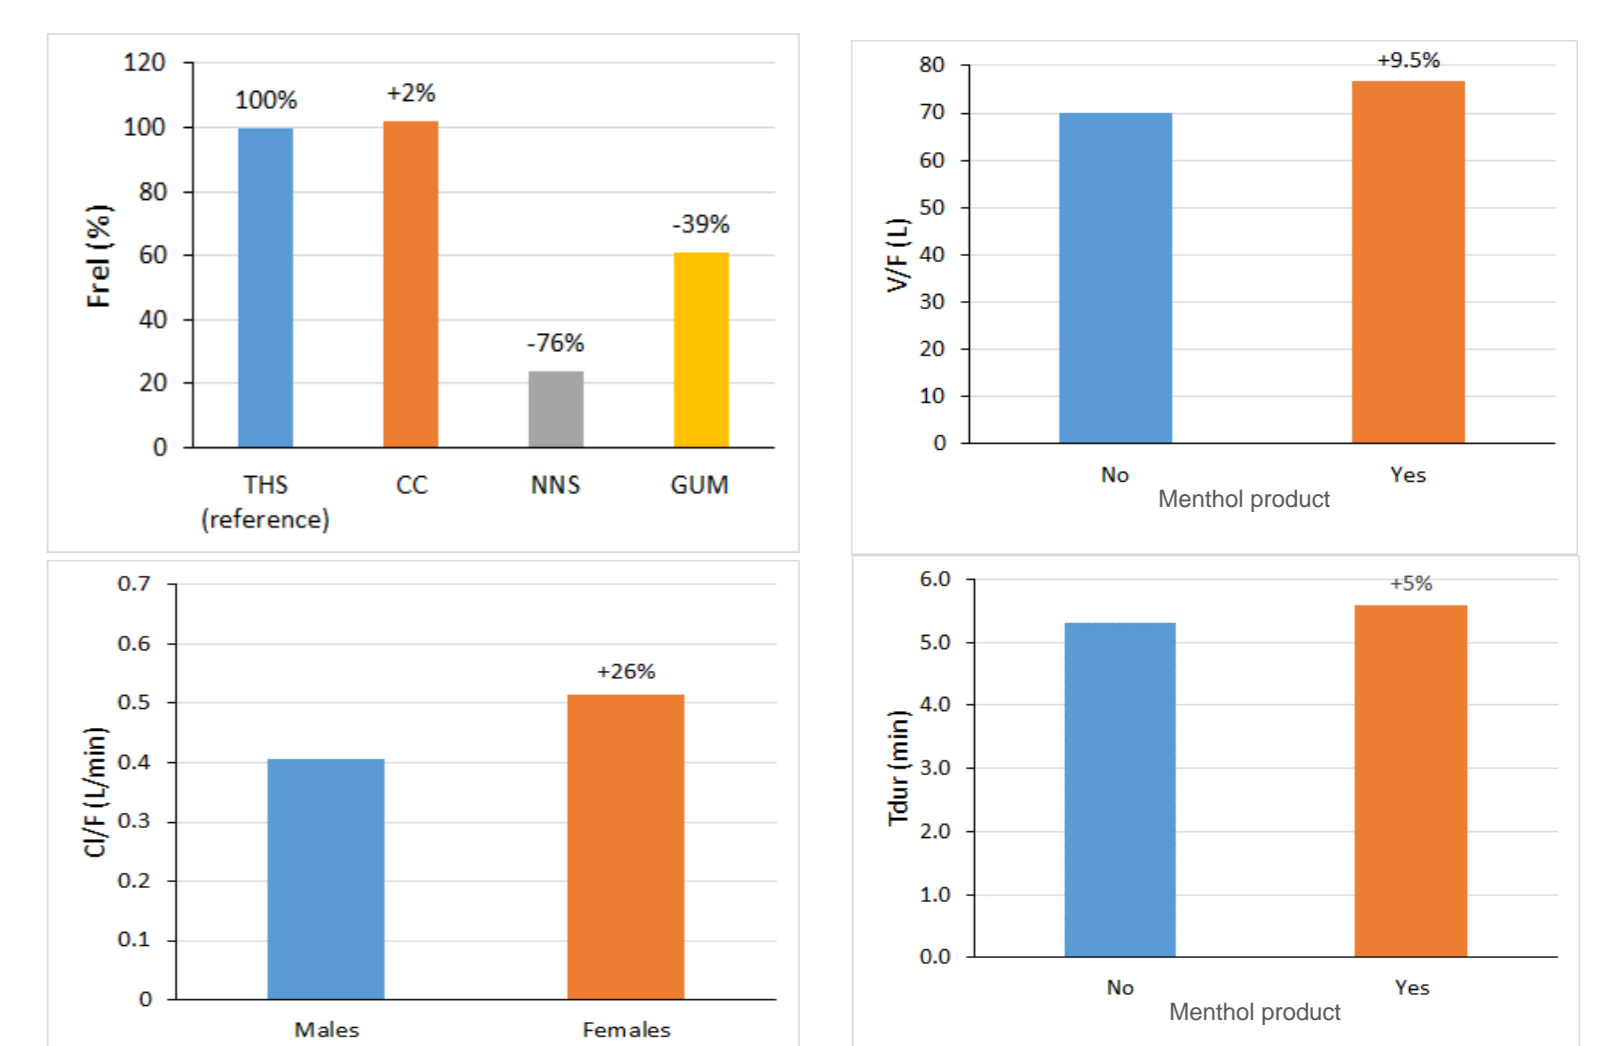 120
100
80
60
40
20
0
Frel (%)
100%
+2%
-76%
-39%
THS
(reference)
CC
NNS
GUM
80
70
60
50
40
30
20
10
0
V/F (L)
+9.5%
No
Yes
Menthol product
0.7
0.6
0.5
0.4
0.3
0.2
0.1
0
Cl/F (L/min)
+26%
Males
Females
6.0
5.0
4.0
3.0
2.0
1.0
0.0
Tdur (min)
+5%
No
Yes
Menthol product